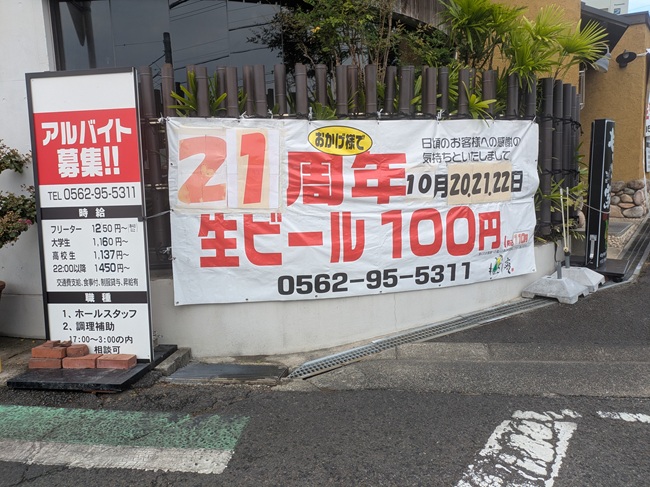 アルバイト
募集!!
TEL 0562-95-5311
時給
フリーター 1250円〜
大学生 1,160円〜
高校生 1,137円〜
22:00以降 1450円〜
交通費支給、食事付、制服貸与、昇給有
職種
1、ホールスタッフ
2、調理補助
17:00〜3:00の内
相談可
おかげ様で
21周年
日頃のお客様への感謝の
気持ちといたしまして
10月20,21,22日
生ビール100円
0562-95-5311